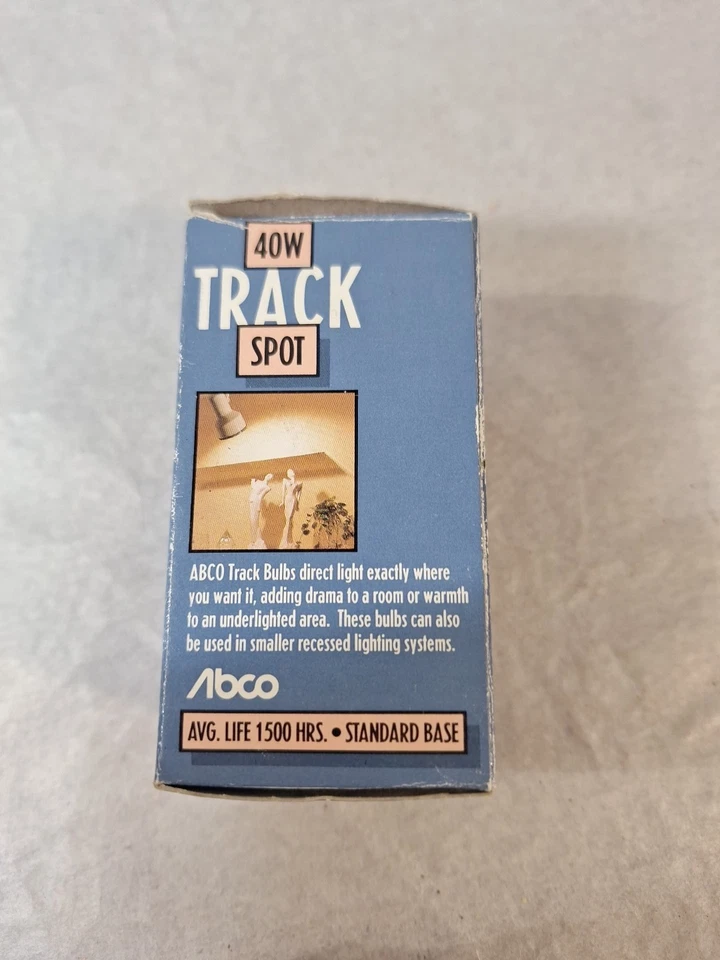 40W
TRACK
SPOT
ABCO Track Bulbs direct light exactly where
you want it, adding drama to a room or warmth
to an underlighted area. These bulbs can also
be used in smaller recessed lighting systems.
Abco
AVG. LIFE 1500 HRS. • STANDARD BASE